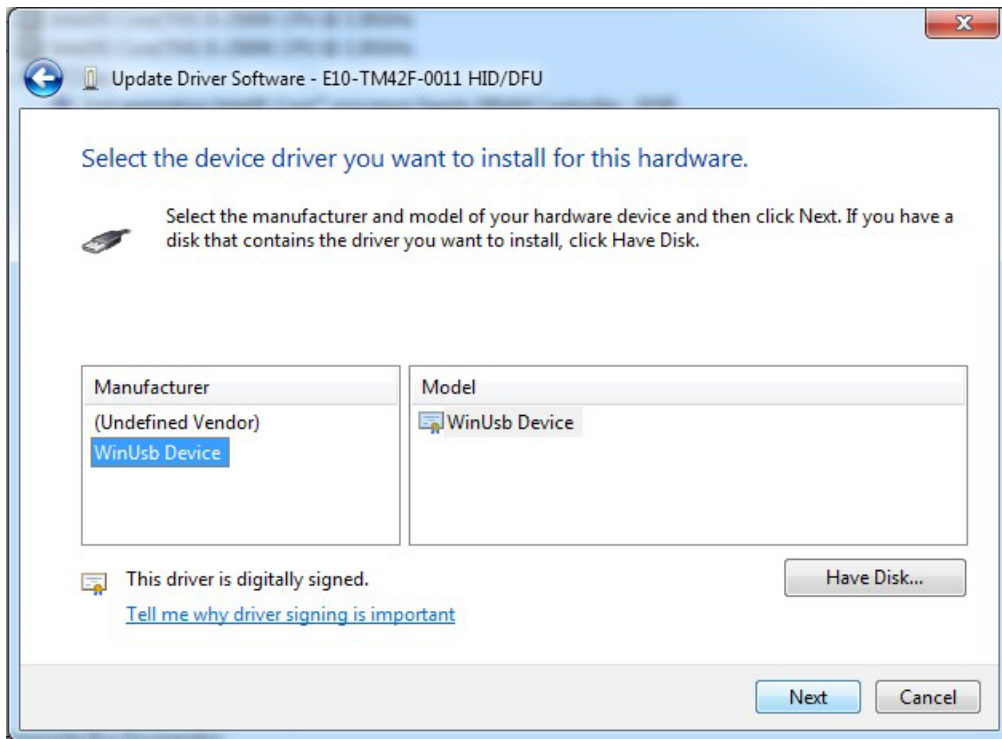 Update Driver Software - E10-TM42F-0011 HID/DFU
Select the device driver you want to install for this hardware.
Select the manufacturer and model of your hardware device and then click Next. If you have a
disk that contains the driver you want to install, click Have Disk.
Manufacturer
(Undefined Vendor)
WinUsb Device
Model
WinUsb Device
This driver is digitally signed.
Tell me why driver signing is important
Have Disk...
Next
Cancel